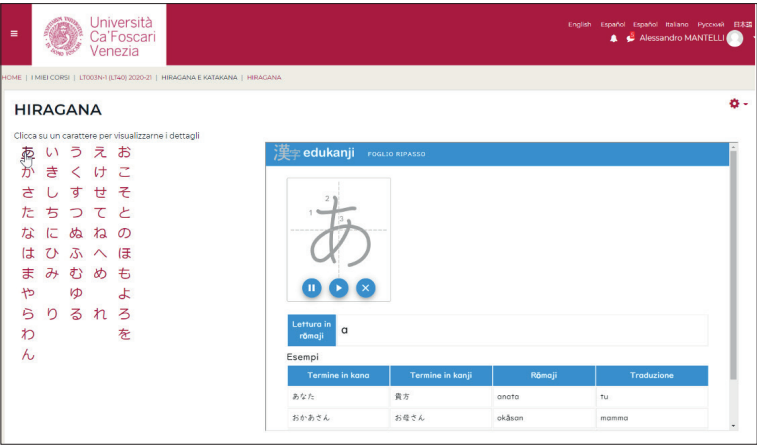 Università
Ca'Foscari
Venezia
English Español Español Italiano Русский 日本語
Alessandro MANTELLI
HOME | I MIEI CORSI | LT003N-1 (LT40) 2020-21 | HIRAGANA E KATAKANA | HIRAGANA
HIRAGANA
Clicca su un carattere per visualizzarne i dettagli
あ い う え お
か き く け こ
さ し す せ そ
た ち つ て と
な に ぬ ね の
は ひ ふ へ ほ
ま み む め も
や ゆ よ
ら り る れ ろ
わ を
ん
漢字 edukanji FOGLIO RIPASSO
1 2 3
あ
Lettura in rōmaji a
Esempi
Termine in kana Termine in kanji Rōmaji Traduzione
あなた 貴方 anata tu
おかあさん お母さん okāsan mamma